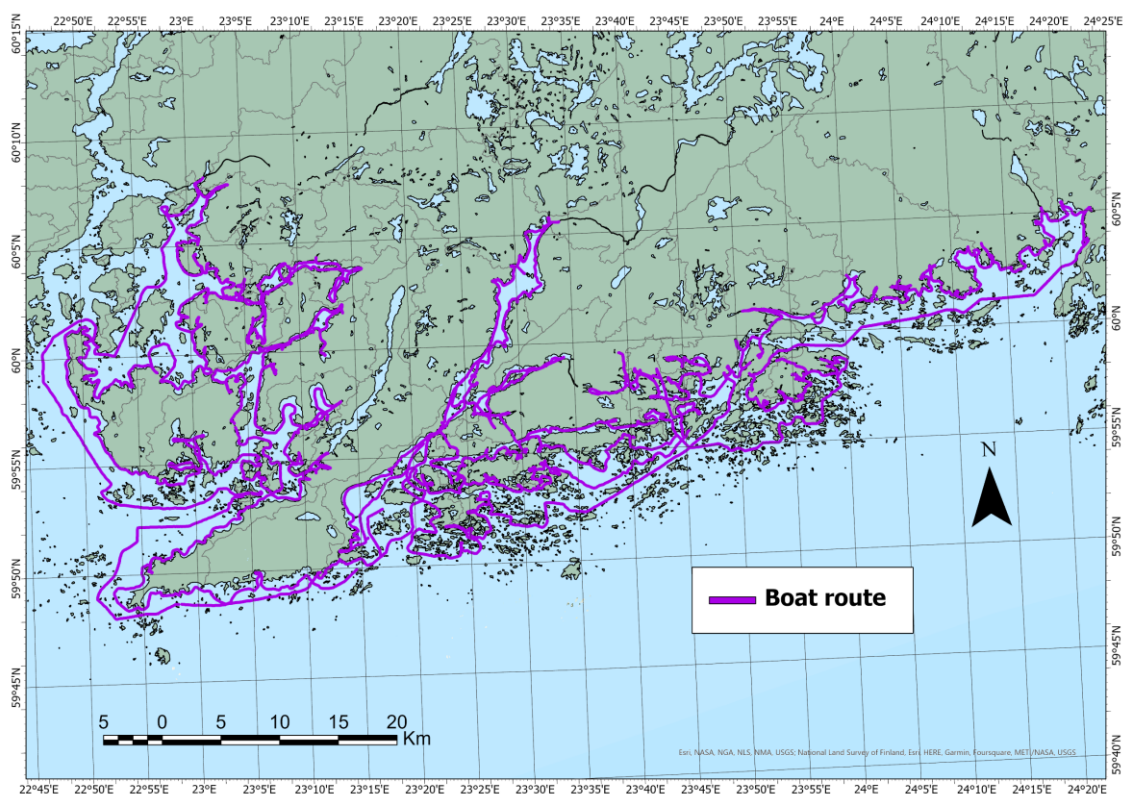 22°50'E 22°55'E 23°E 23°5'E 23°10'E 23°15'E 23°20'E 23°25'E 23°30'E 23°35'E 23°40'E 23°45'E 23°50'E 23°55'E 24°E 24°5'E 24°10'E 24°15'E 24°20'E 24°25'E
60°15'N
60°10'N
60°5'N
60°N
59°55'N
59°50'N
59°45'N
60°5'N
60°N
59°55'N
59°50'N
59°45'N
59°40'N
N
Boat route
5 0 5 10 15 20
Km
Esri, NASA, NGA, NLS, NMA, USGS; National Land Survey of Finland, Esri, HERE, Garmin, Foursquare, METI/NASA, USGS
22°45'E 22°50'E 22°55'E 23°E 23°5'E 23°10'E 23°15'E 23°20'E 23°25'E 23°30'E 23°35'E 23°40'E 23°45'E 23°50'E 23°55'E 24°E 24°5'E 24°10'E 24°15'E 24°20'E